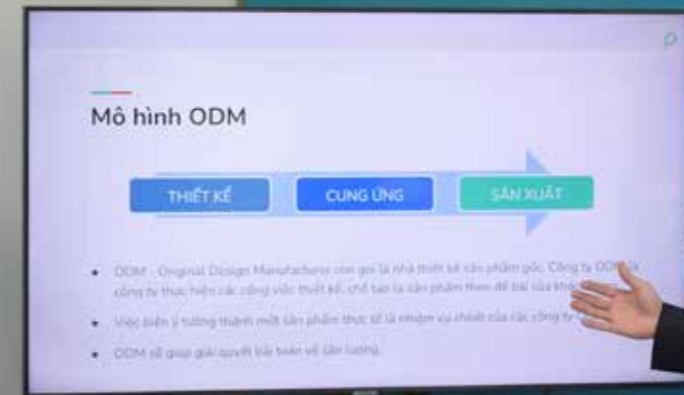 Mô hình ODM
THIẾT KẾ
CUNG ỨNG
SẢN XUẤT
ODM - Original Design Manufacturer còn gọi là nhà thiết kế sản phẩm gốc. Công ty ODM là
công ty thực hiện các công việc thiết kế, chế tạo ra sản phẩm theo đề bài của
Việc biến ý tưởng thành một sản phẩm thực tế là nhiệm vụ chính của các công ty
ODM sẽ giúp giải quyết bài toán về sản lượng.